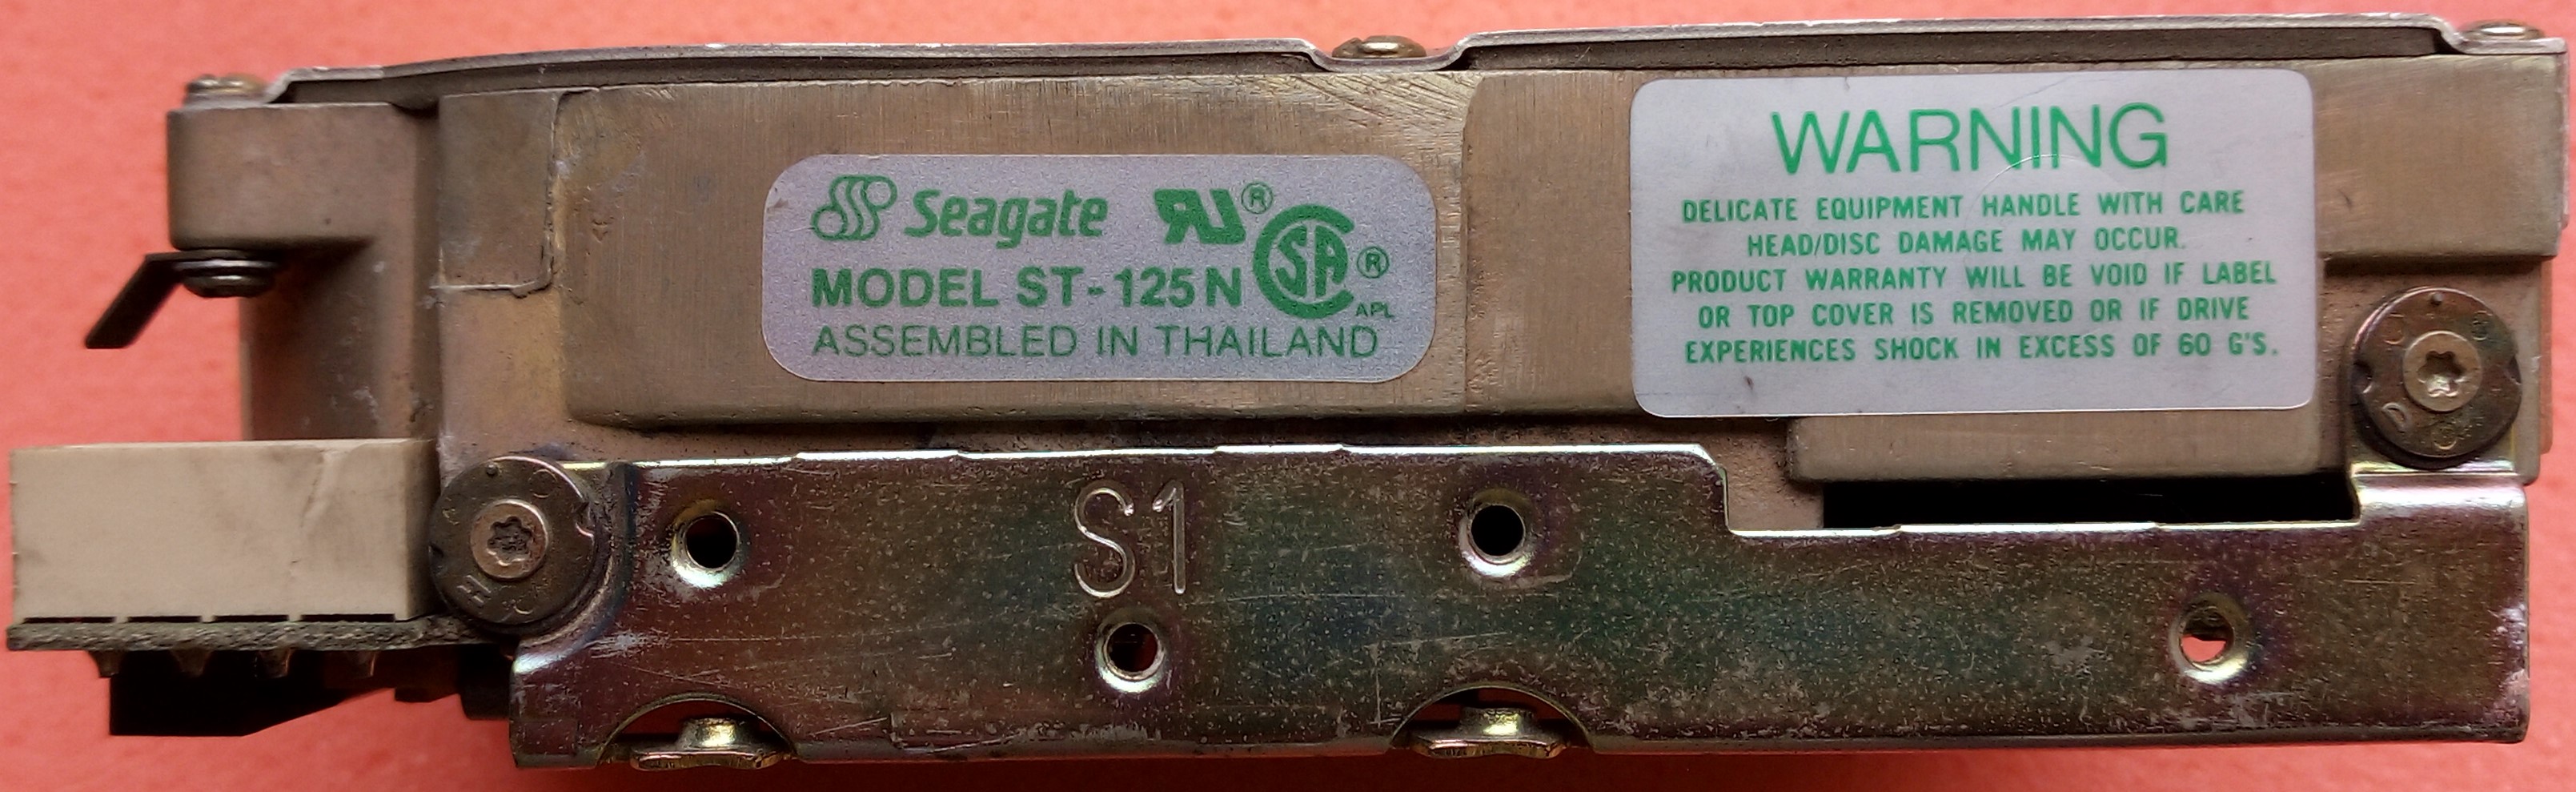 Seagate RU®
MODEL ST-125N SA®
APL
ASSEMBLED IN THAILAND
WARNING
DELICATE EQUIPMENT HANDLE WITH CARE
HEAD/DISC DAMAGE MAY OCCUR.
PRODUCT WARRANTY WILL BE VOID IF LABEL
OR TOP COVER IS REMOVED OR IF DRIVE
EXPERIENCES SHOCK IN EXCESS OF 60 G'S.
S1
D
H